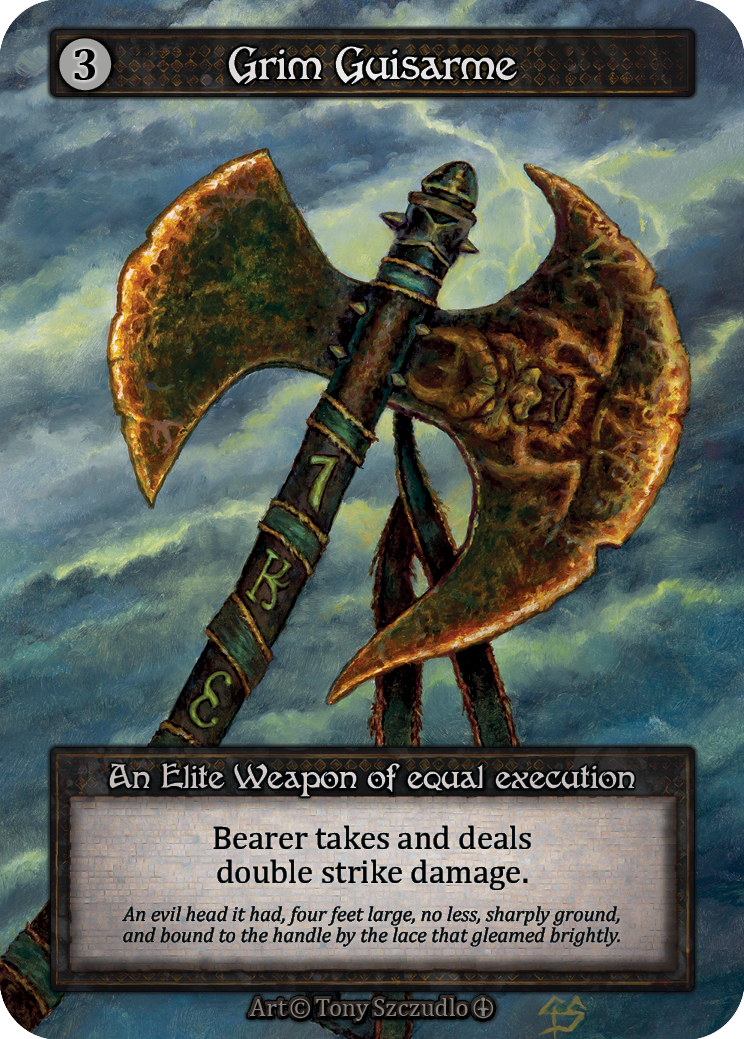 3
Grim Guisarme
7
An Elite Weapon of equal execution
Bearer takes and deals
double strike damage.
An evil head it had, four feet large, no less, sharply ground,
and bound to the handle by the lace that gleamed brightly.
Art © Tony Szczudlo